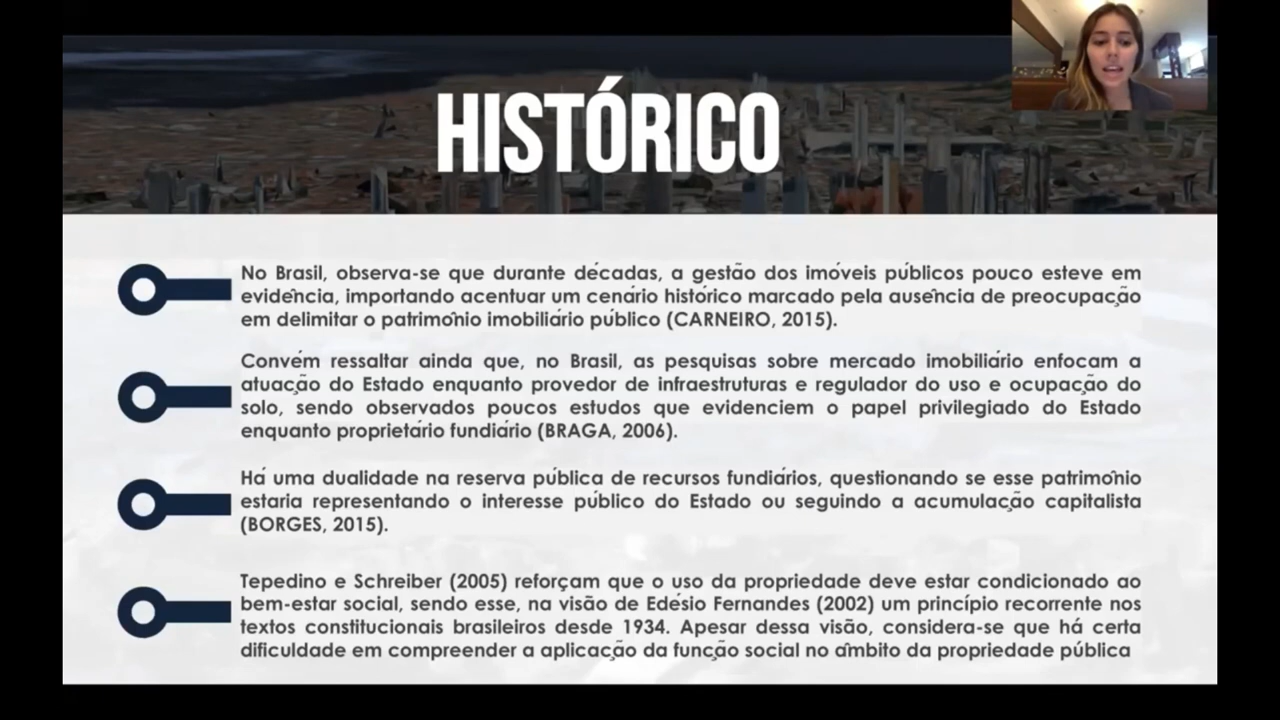 HISTÓRICO
No Brasil, observa-se que durante décadas, a gestão dos imóveis públicos pouco esteve em
evidência, importando acentuar um cenário histórico marcado pela ausência de preocupação
em delimitar o patrimônio imobiliário público (CARNEIRO, 2015).
Convém ressaltar ainda que, no Brasil, as pesquisas sobre mercado imobiliário enfocam a
atuação do Estado enquanto provedor de infraestruturas e regulador do uso e ocupação do
solo, sendo observados poucos estudos que evidenciem o papel privilegiado do Estado
enquanto proprietário fundiário (BRAGA, 2006).
Há uma dualidade na reserva pública de recursos fundiários, questionando se esse patrimônio
estaria representando o interesse público do Estado ou seguindo a acumulação capitalista
(BORGES, 2015).
Tepedino e Schreiber (2005) reforçam que o uso da propriedade deve estar condicionado ao
bem-estar social, sendo esse, na visão de Edésio Fernandes (2002) um princípio recorrente nos
textos constitucionais brasileiros desde 1934. Apesar dessa visão, considera-se que há certa
dificuldade em compreender a aplicação da função social no âmbito da propriedade pública